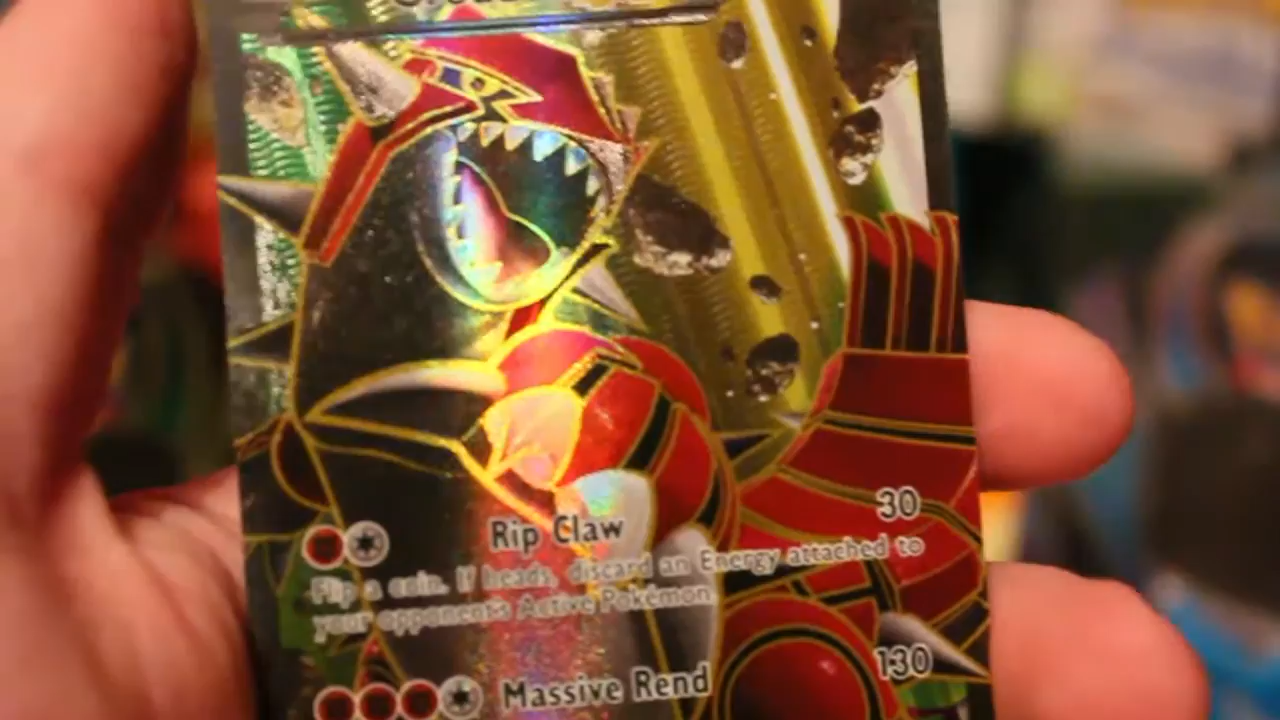 Rip Claw 30
Flip a coin. If heads, discard an Energy attached to
your opponent's Active Pokémon
Massive Rend 130